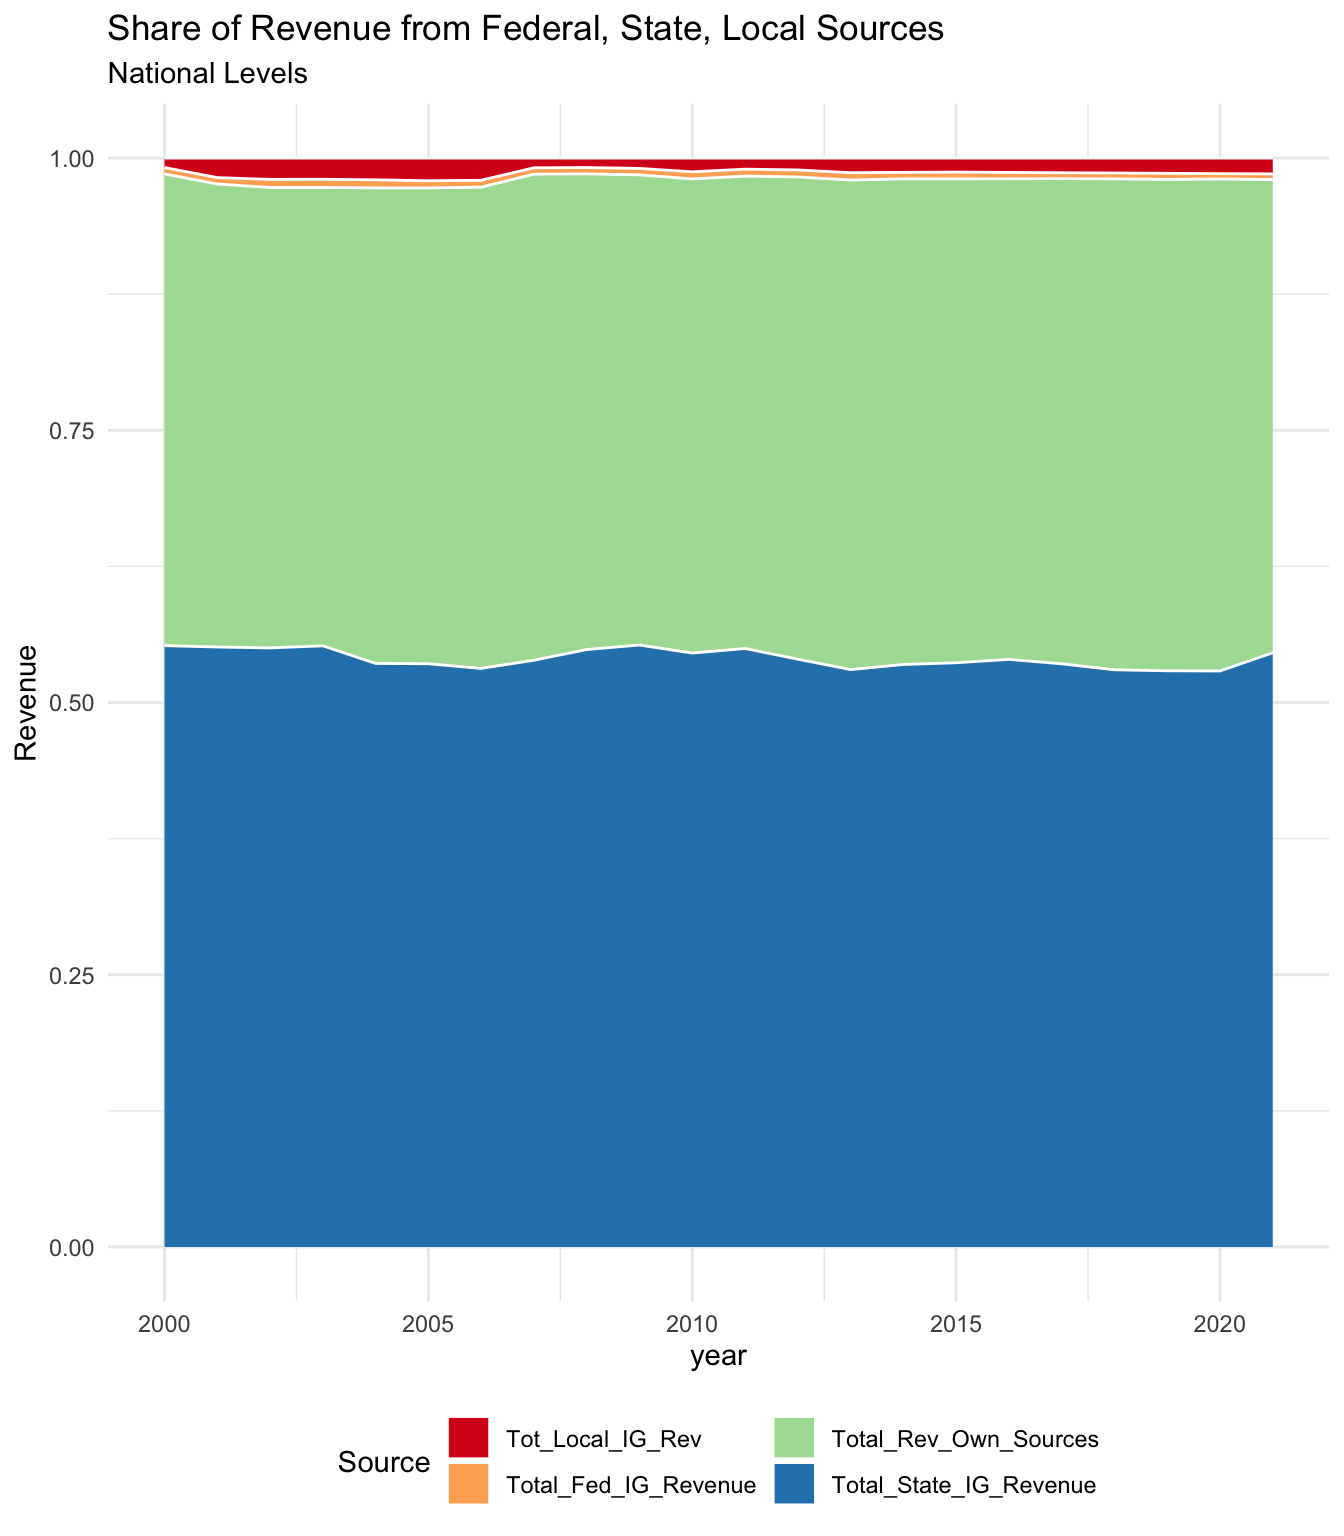 Share of Revenue from Federal, State, Local Sources
National Levels
1.00
0.75
0.50
0.25
0.00
Revenue
2000 2005 2010 2015 2020
year
Source
Tot_Local_IG_Rev Total_Rev_Own_Sources
Total_Fed_IG_Revenue Total_State_IG_Revenue